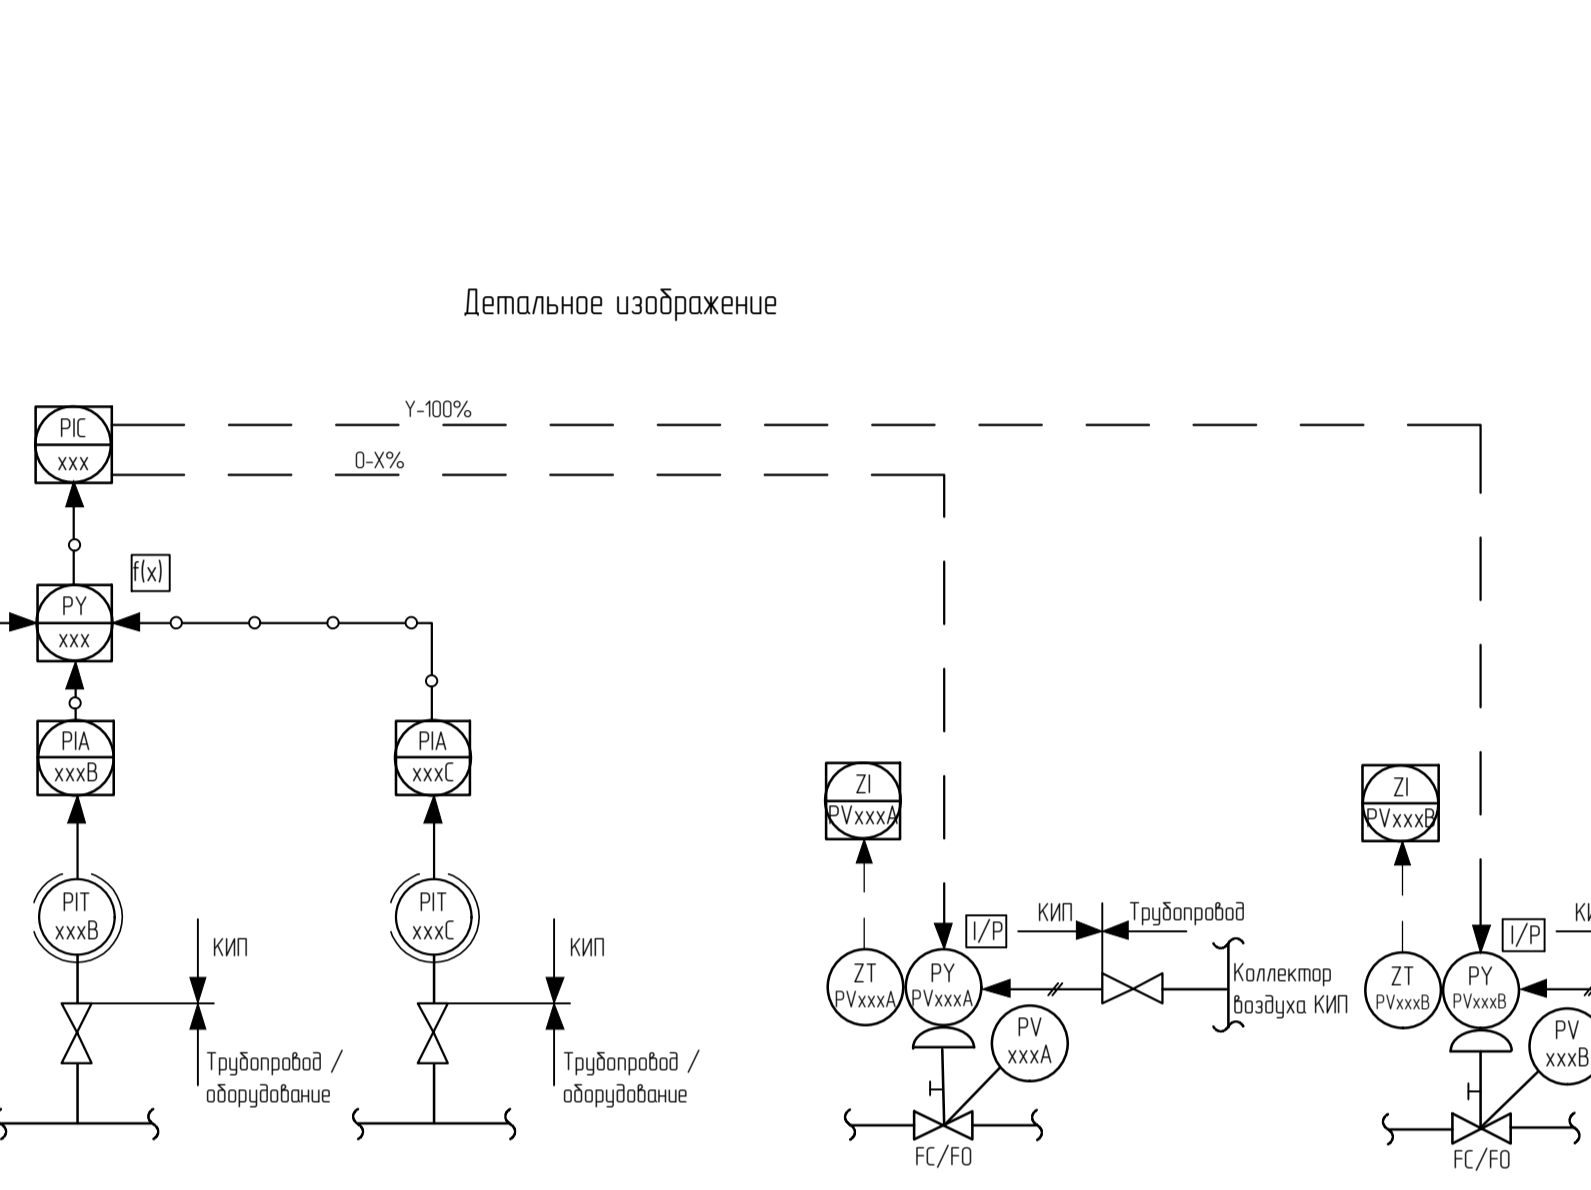 Детальное изображение
Y-100%
PIC
xxx
0-X%
f(x)
PY
xxx
PIA
xxxB
PIA
xxxC
ZI
PVxxxA
ZI
PVxxxB
PIT
xxxB
PIT
xxxC
КИП
КИП
I/P
КИП
Трубопровод
I/P
ZT
PVxxxA
PY
PVxxxA
Коллектор
воздуха КИП
ZT
PVxxxB
PY
PVxxxB
PV
xxxA
PV
xxxB
Трубопровод /
оборудование
Трубопровод /
оборудование
FC/FO
FC/FO